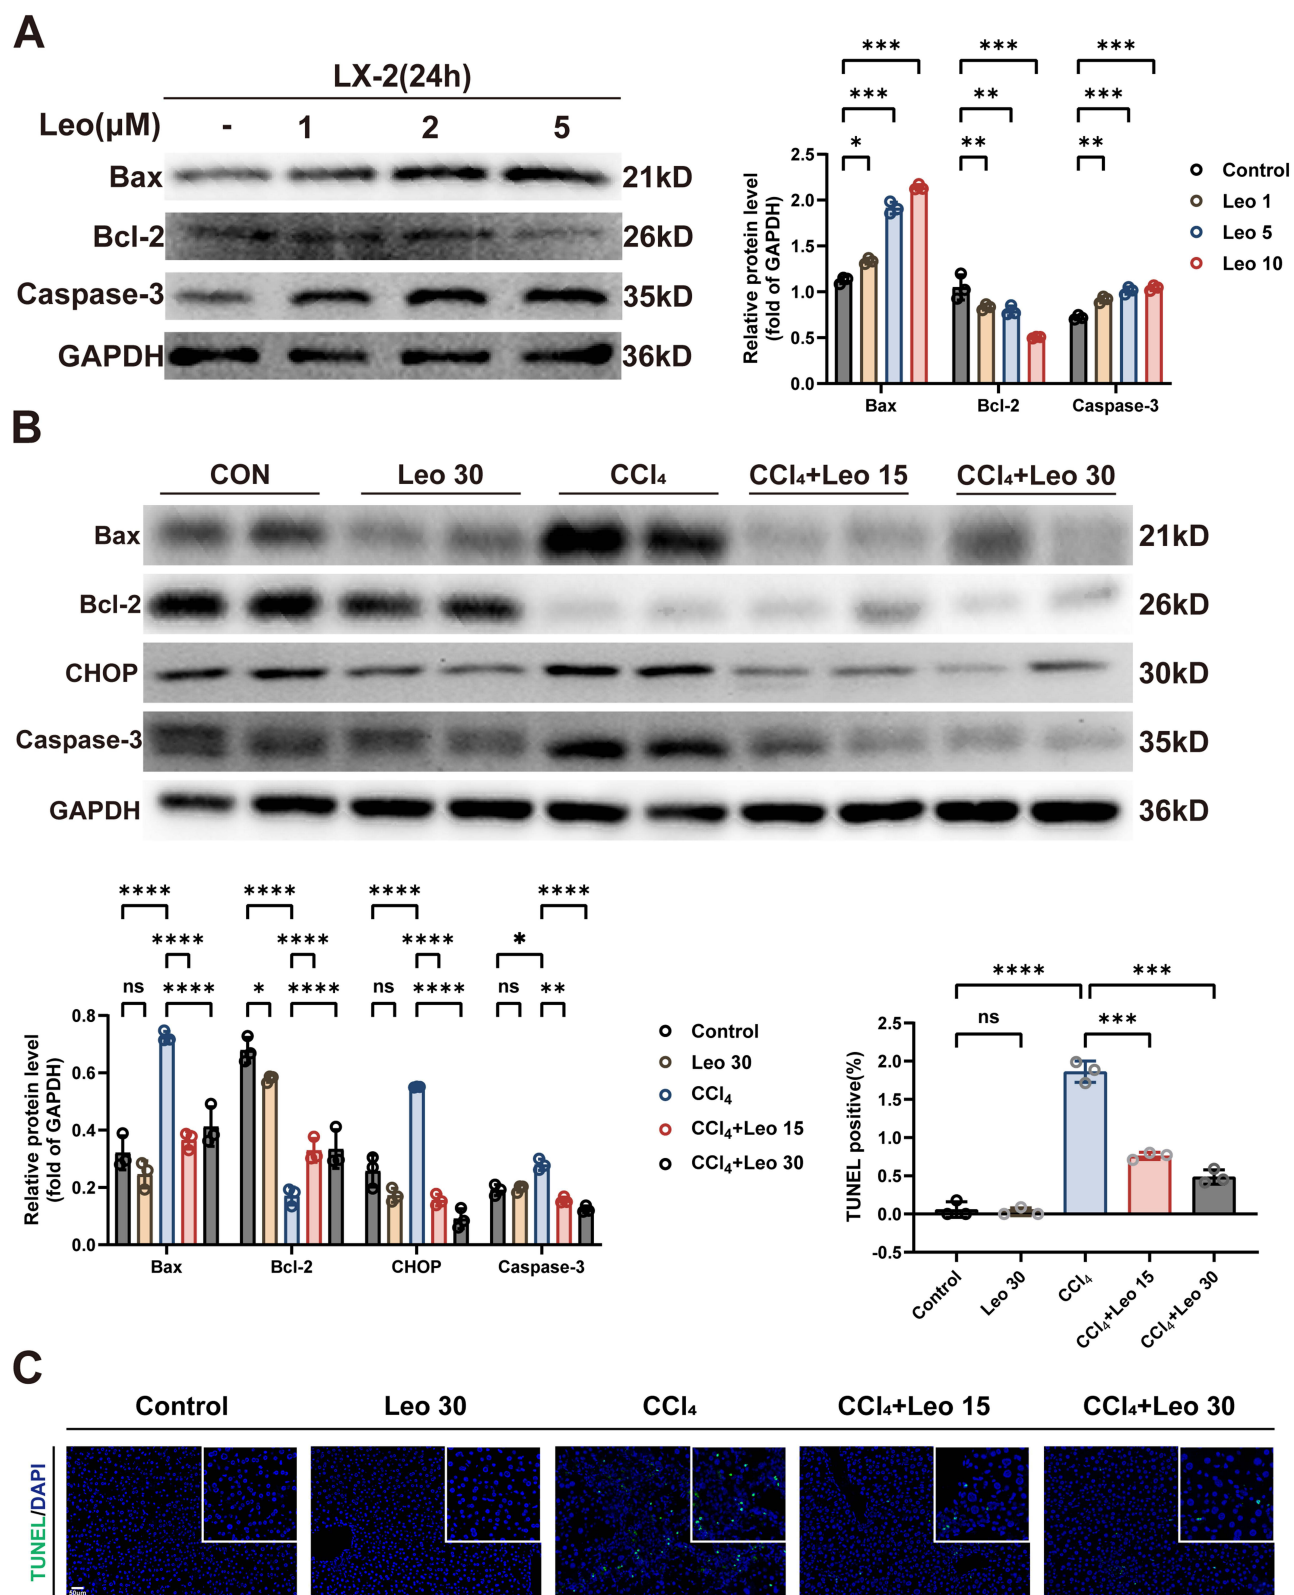 A
LX-2(24h)
Leo(μM) - 1 2 5
Bax 21kD
Bcl-2 26kD
Caspase-3 35kD
GAPDH 36kD
*** *** ***
*** ** ***
* ** **
Relative protein level
(fold of GAPDH)
2.5
2.0
1.5
1.0
0.5
0.0
Bax Bcl-2 Caspase-3
Control
Leo 1
Leo 5
Leo 10
B
CON Leo 30 CCl₄ CCl₄+Leo 15 CCl₄+Leo 30
Bax 21kD
Bcl-2 26kD
CHOP 30kD
Caspase-3 35kD
GAPDH 36kD
**** **** **** ****
**** **** **** *
ns **** * **** ns **** ns **
Relative protein level
(fold of GAPDH)
0.8
0.6
0.4
0.2
0.0
Bax Bcl-2 CHOP Caspase-3
Control
Leo 30
CCl₄
CCl₄+Leo 15
CCl₄+Leo 30
**** ***
ns ***
TUNEL positive(%)
2.5
2.0
1.5
1.0
0.5
0.0
-0.5
Control Leo 30 CCl₄ CCl₄+Leo 15 CCl₄+Leo 30
C
Control Leo 30 CCl₄ CCl₄+Leo 15 CCl₄+Leo 30
TUNEL/DAPI
50μm